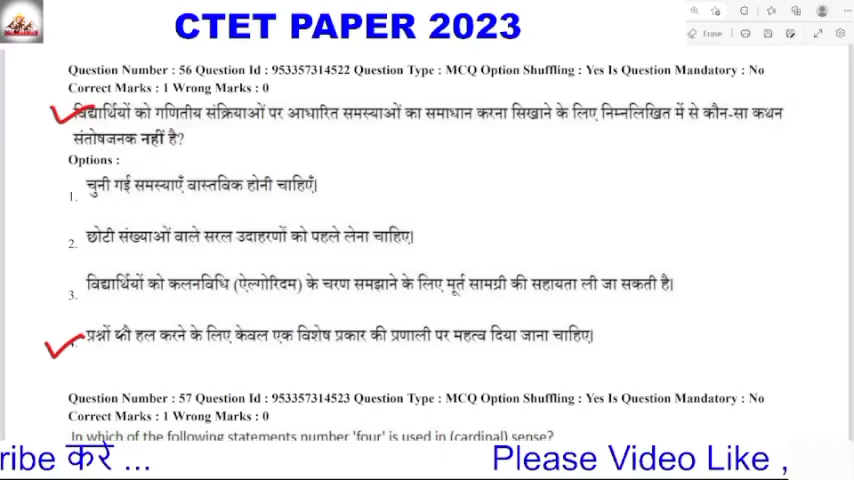 CTET PAPER 2023
Erase
Question Number : 56 Question Id : 953357314522 Question Type : MCQ Option Shuffling : Yes Is Question Mandatory : No
Correct Marks : 1 Wrong Marks : 0
विद्यार्थियों को गणितीय संक्रियाओं पर आधारित समस्याओं का समाधान करना सिखाने के लिए निम्नलिखित में से कौन-सा कथन
संतोषजनक नहीं है?
Options :
1. चुनी गई समस्याएँ वास्तविक होनी चाहिएँ।
2. छोटी संख्याओं वाले सरल उदाहरणों को पहले लेना चाहिए।
3. विद्यार्थियों को कलनविधि (ऐल्गोरिदम) के चरण समझाने के लिए मूर्त सामग्री की सहायता ली जा सकती है।
4. प्रश्नों को हल करने के लिए केवल एक विशेष प्रकार की प्रणाली पर महत्व दिया जाना चाहिए।
Question Number : 57 Question Id : 953357314523 Question Type : MCQ Option Shuffling : Yes Is Question Mandatory : No
Correct Marks : 1 Wrong Marks : 0
In which of the following statements number 'four' is used in (cardinal) sense?
ribe करे ... Please Video Like ,